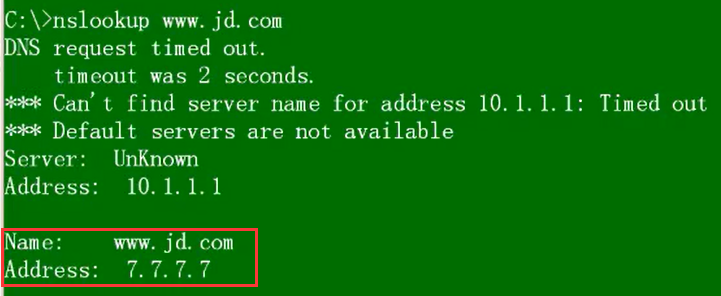 C:\>nslookup www.jd.com
DNS request timed out.
    timeout was 2 seconds.
*** Can't find server name for address 10.1.1.1: Timed out
*** Default servers are not available
Server:  UnKnown
Address:  10.1.1.1

Name:    www.jd.com
Address:  7.7.7.7